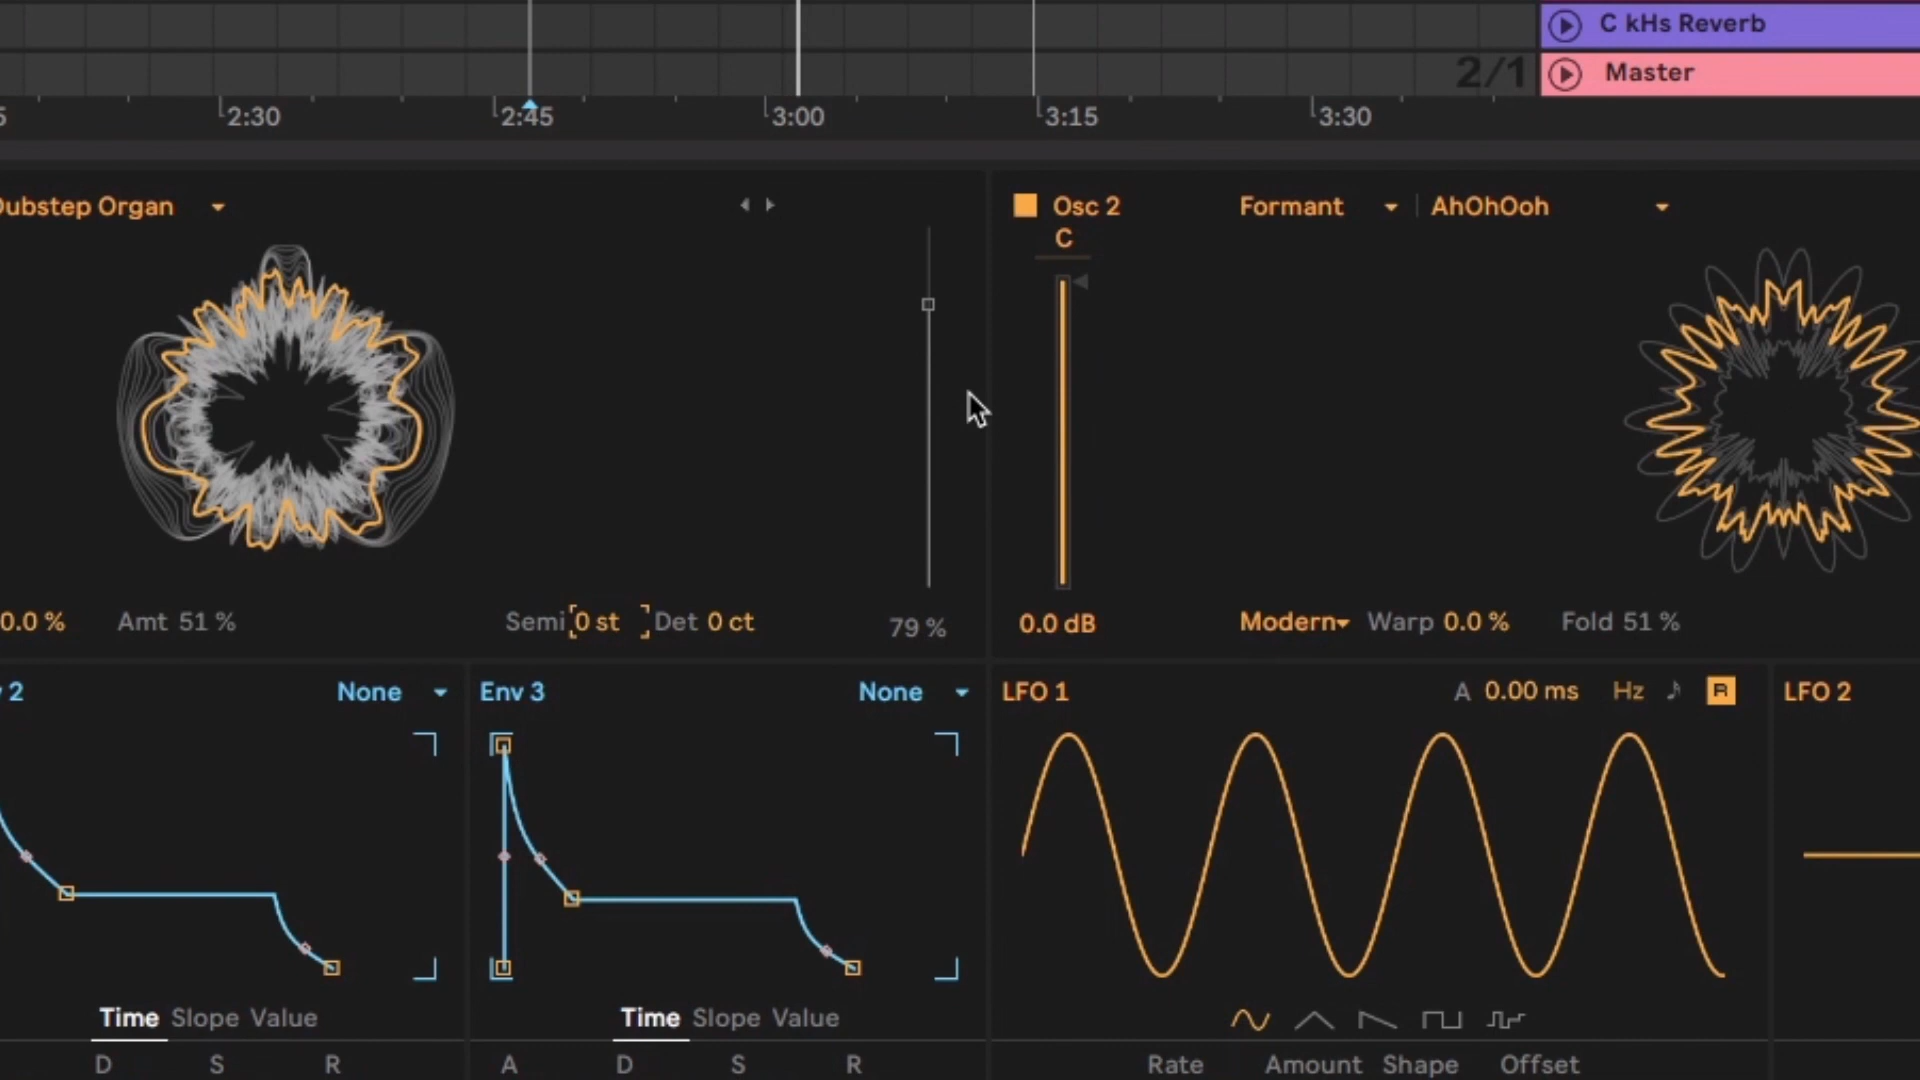 C kHs Reverb
2/1 Master
5 2:30 2:45 3:00 3:15 3:30
Dubstep Organ
Osc 2 Formant AhOhOoh
C
0.0 % Amt 51 % Semi 0 st Det 0 ct 79 %
0.0 dB Modern Warp 0.0 % Fold 51 %
2 None
Env 3 None
LFO 1 A 0.00 ms Hz R
LFO 2
Time Slope Value
Time Slope Value
D S R
A D S R
Rate Amount Shape Offset